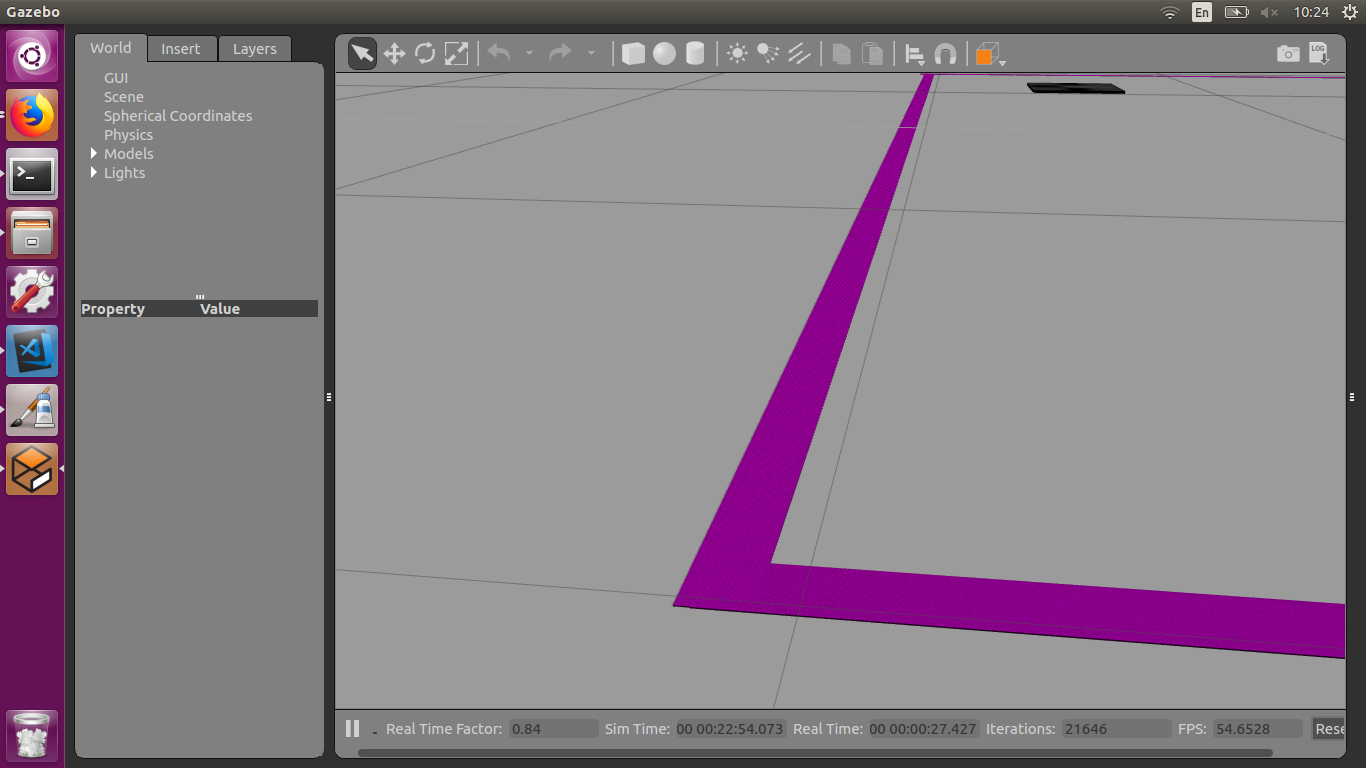 Gazebo
En
10:24
World
Insert
Layers
LOG
GUI
Scene
Spherical Coordinates
Physics
Models
Lights
Property Value
Real Time Factor: 0.84 Sim Time: 00 00:22:54.073 Real Time: 00 00:00:27.427 Iterations: 21646 FPS: 54.6528 Rese